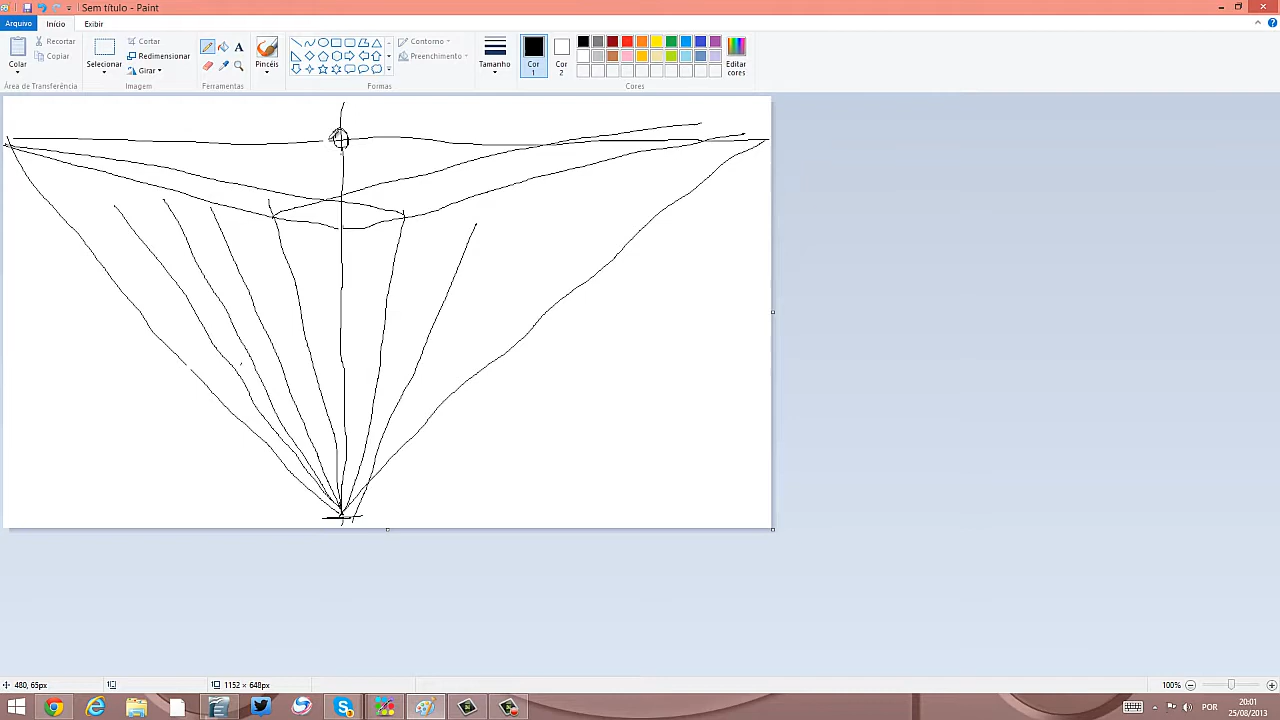 Sem título - Paint
Arquivo Início Exibir
Colar
Recortar
Copiar
Área de Transferência
Selecionar
Cortar
Redimensionar
Girar
Imagem
A
Ferramentas
Pincéis
Contorno
Preenchimento
Formas
Tamanho
Cor
1
Cor
2
Editar
cores
Cores
480, 65px
1152 × 648px
100%
POR
20:01
25/08/2013